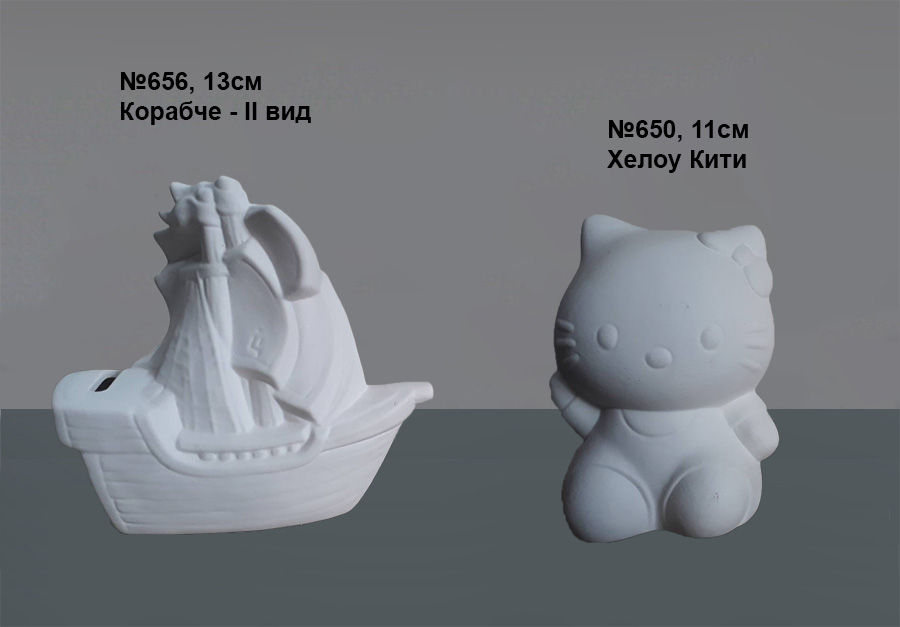 №656, 13см
Корабче - II вид
№650, 11см
Хелоу Кити